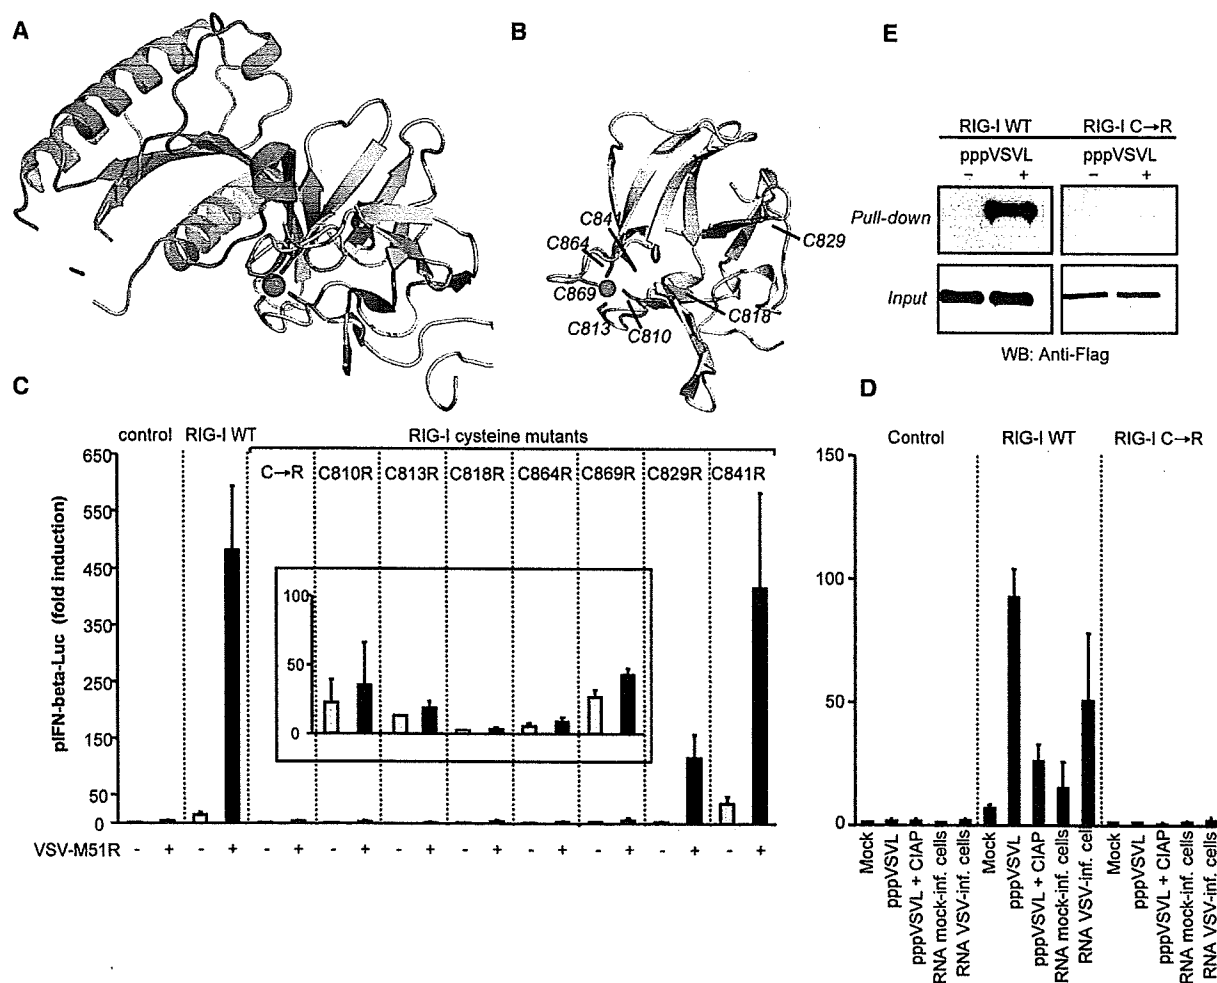 A
B
E
RIG-I WT
RIG-I C→R
pppVSVL
pppVSVL
-
+
-
+
Pull-down
Input
WB: Anti-Flag
C841
C864
C869
C813
C810
C818
C829
C
control
RIG-I WT
RIG-I cysteine mutants
C→R
C810R
C813R
C818R
C864R
C869R
C829R
C841R
pIFN-beta-Luc (fold induction)
650
550
450
350
250
150
50
0
100
50
0
VSV-M51R
- + - + - + - + - + - + - + - + - + - +
D
Control
RIG-I WT
RIG-I C→R
150
100
50
0
Mock
pppVSVL
pppVSVL + CIAP
RNA mock-inf. cells
RNA VSV-inf. cells
Mock
pppVSVL
pppVSVL + CIAP
RNA mock-inf. cells
RNA VSV-inf. cell
Mock
pppVSVL
pppVSVL + CIAP
RNA mock-inf. cells
RNA VSV-inf. cells